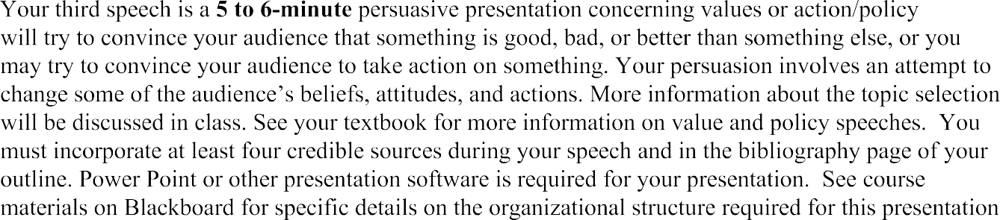 Your third speech is a 5 to 6-minute persuasive presentation concerning values or action/policy
will try to convince your audience that something is good, bad, or better than something else, or you
may try to convince your audience to take action on something. Your persuasion involves an attempt to
change some of the audience's beliefs, attitudes, and actions. More information about the topic selection
will be discussed in class. See your textbook for more information on value and policy speeches.  You
must incorporate at least four credible sources during your speech and in the bibliography page of your
outline. Power Point or other presentation software is required for your presentation.  See course
materials on Blackboard for specific details on the organizational structure required for this presentation